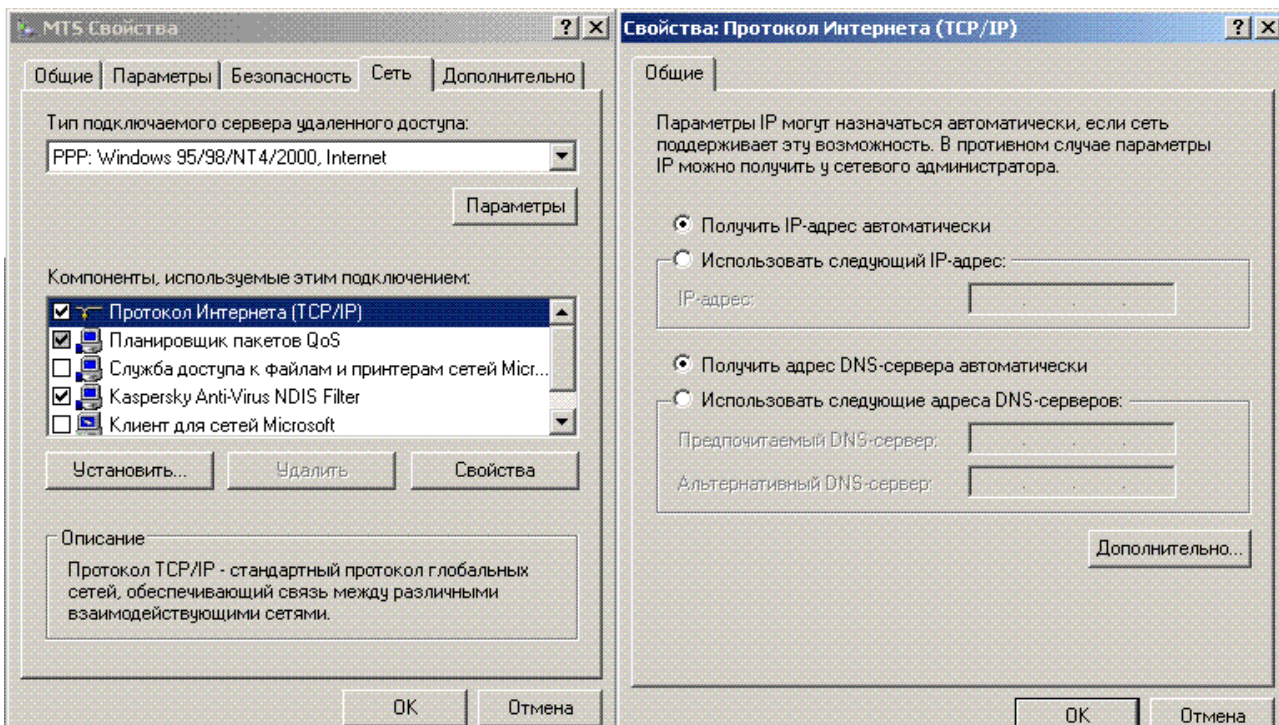 MTS Свойства
Общие
Параметры
Безопасность
Сеть
Дополнительно
Тип подключаемого сервера удаленного доступа:
PPP: Windows 95/98/NT4/2000, Internet
Параметры
Компоненты, используемые этим подключением:
Протокол Интернета (TCP/IP)
Планировщик пакетов QoS
Служба доступа к файлам и принтерам сетей Micr...
Kaspersky Anti-Virus NDIS Filter
Клиент для сетей Microsoft
Установить...
Удалить
Свойства
Описание
Протокол TCP/IP - стандартный протокол глобальных
сетей, обеспечивающий связь между различными
взаимодействующими сетями.
OK
Отмена
Свойства: Протокол Интернета (TCP/IP)
Общие
Параметры IP могут назначаться автоматически, если сеть
поддерживает эту возможность. В противном случае параметры
IP можно получить у сетевого администратора.
Получить IP-адрес автоматически
Использовать следующий IP-адрес:
IP-адрес:
Получить адрес DNS-сервера автоматически
Использовать следующие адреса DNS-серверов:
Предпочитаемый DNS-сервер:
Альтернативный DNS-сервер:
Дополнительно...
OK
Отмена